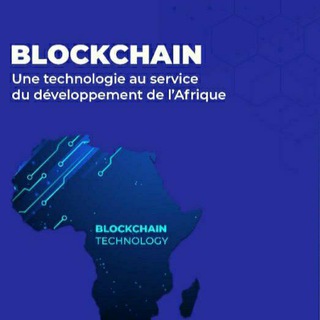 BLOCKCHAIN
Une technologie au service
du développement de l’Afrique
BLOCKCHAIN
TECHNOLOGY